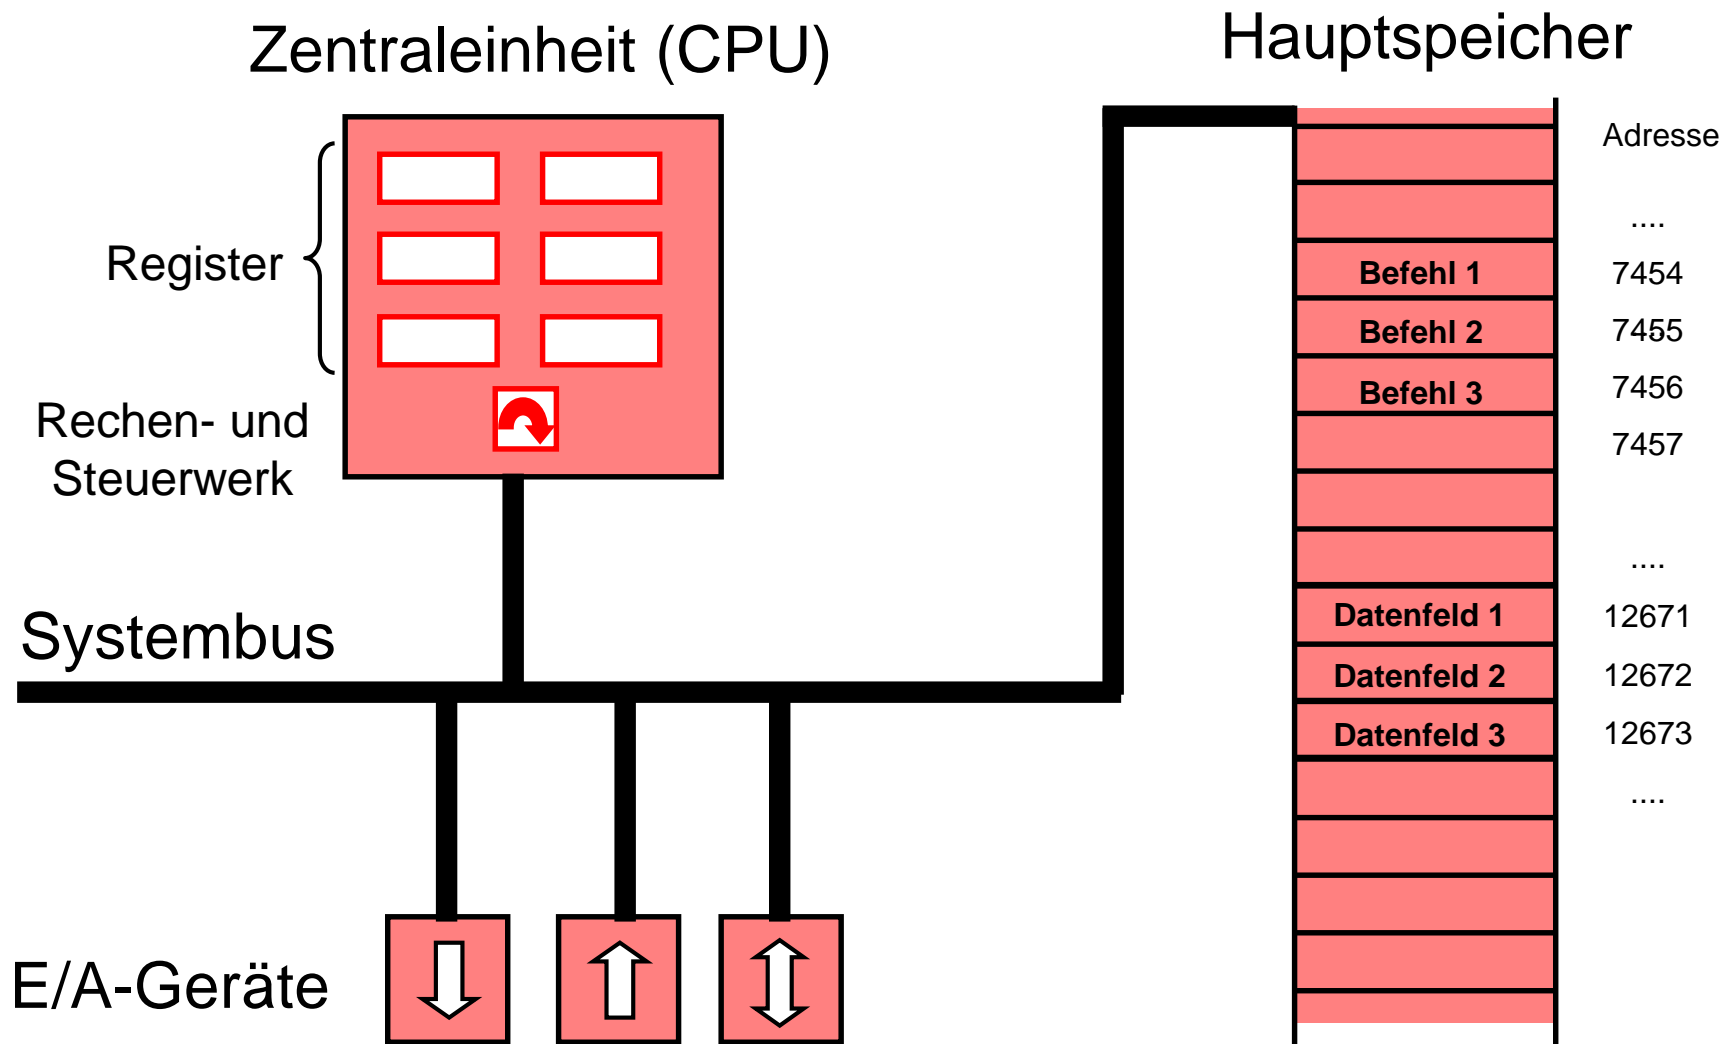 Zentraleinheit (CPU)
Hauptspeicher
Adresse
....
Register
Befehl 1 7454
Befehl 2 7455
Befehl 3 7456
7457
Rechen- und
Steuerwerk
....
Systembus
Datenfeld 1 12671
Datenfeld 2 12672
Datenfeld 3 12673
....
E/A-Geräte